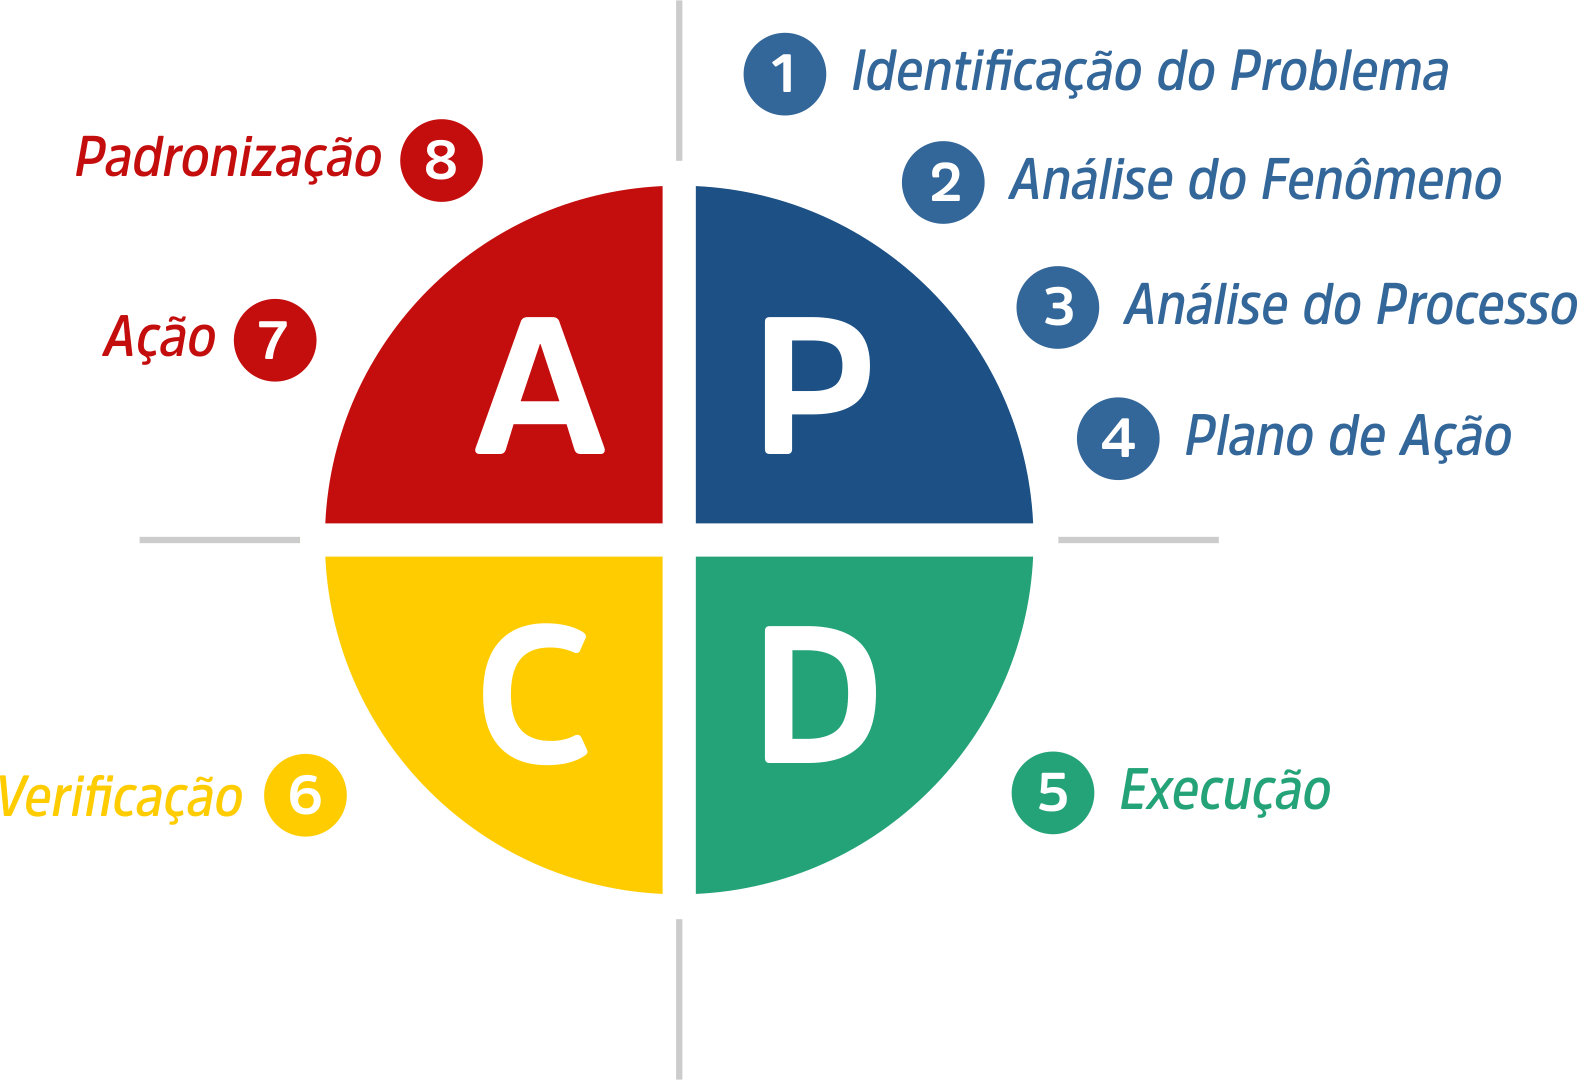 1 Identificação do Problema
2 Análise do Fenômeno
3 Análise do Processo
4 Plano de Ação
5 Execução
6 Verificação
7 Ação
8 Padronização
A P
C D